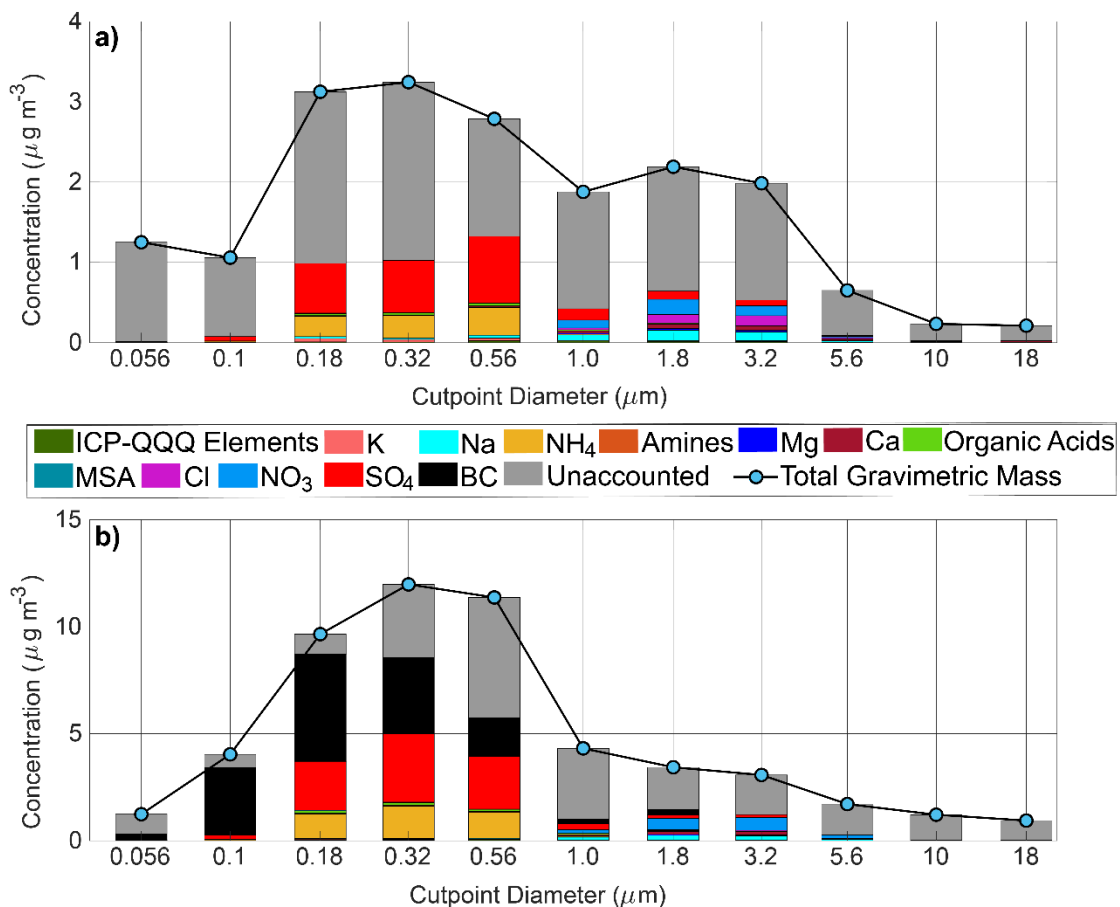 a)
Concentration (μg m-3)
4
3
2
1
0
0.056 0.1 0.18 0.32 0.56 1.0 1.8 3.2 5.6 10 18
Cutpoint Diameter (μm)
ICP-QQQ Elements K Na NH4 Amines Mg Ca Organic Acids
MSA Cl NO3 SO4 BC Unaccounted Total Gravimetric Mass
b)
Concentration (μg m-3)
15
10
5
0
0.056 0.1 0.18 0.32 0.56 1.0 1.8 3.2 5.6 10 18
Cutpoint Diameter (μm)